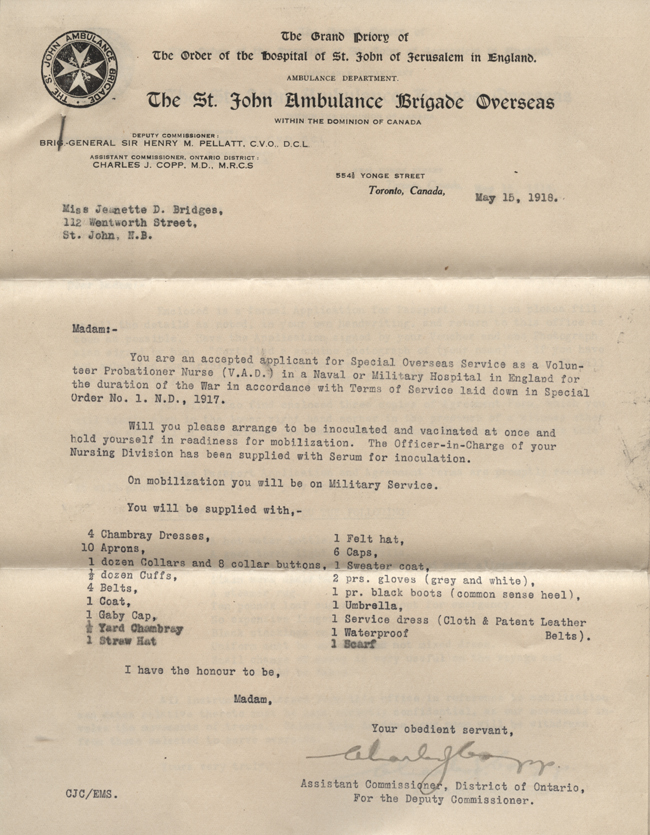 THE ST. JOHN AMBULANCE BRIGADE
The Grand Priory of
The Order of the Hospital of St. John of Jerusalem in England.
AMBULANCE DEPARTMENT.
The St. John Ambulance Brigade Overseas
WITHIN THE DOMINION OF CANADA
DEPUTY COMMISSIONER:
BRIG.-GENERAL SIR HENRY M. PELLATT, C.V.O., D.C.L.
ASSISTANT COMMISSIONER, ONTARIO DISTRICT:
CHARLES J. COPP, M.D., M.R.C.S
554½ YONGE STREET
Toronto, Canada, May 15, 1918.
Miss Jeanette D. Bridges,
112 Wentworth Street,
St. John, N.B.
Madam:-
You are an accepted applicant for Special Overseas Service as a Volun-
teer Probationer Nurse (V.A.D.) in a Naval or Military Hospital in England for
the duration of the War in accordance with Terms of Service laid down in Special
Order No. 1. N.D., 1917.
Will you please arrange to be inoculated and vacinated at once and
hold yourself in readiness for mobilization. The Officer-in-Charge of your
Nursing Division has been supplied with Serum for inoculation.
On mobilization you will be on Military Service.
You will be supplied with,-
4 Chambray Dresses,
10 Aprons,
1 dozen Collars and 8 collar buttons,
½ dozen Cuffs,
4 Belts,
1 Coat,
1 Gaby Cap,
½ Yard Chambray
1 Straw Hat
1 Felt hat,
6 Caps,
1 Sweater coat,
2 prs. gloves (grey and white),
1 pr. black boots (common sense heel),
1 Umbrella,
1 Service dress (Cloth & Patent Leather
1 Waterproof Belts).
1 Scarf
I have the honour to be,
Madam,
Your obedient servant,
Charles J Copp
Assistant Commissioner, District of Ontario,
For the Deputy Commissioner.
CJC/EMS.